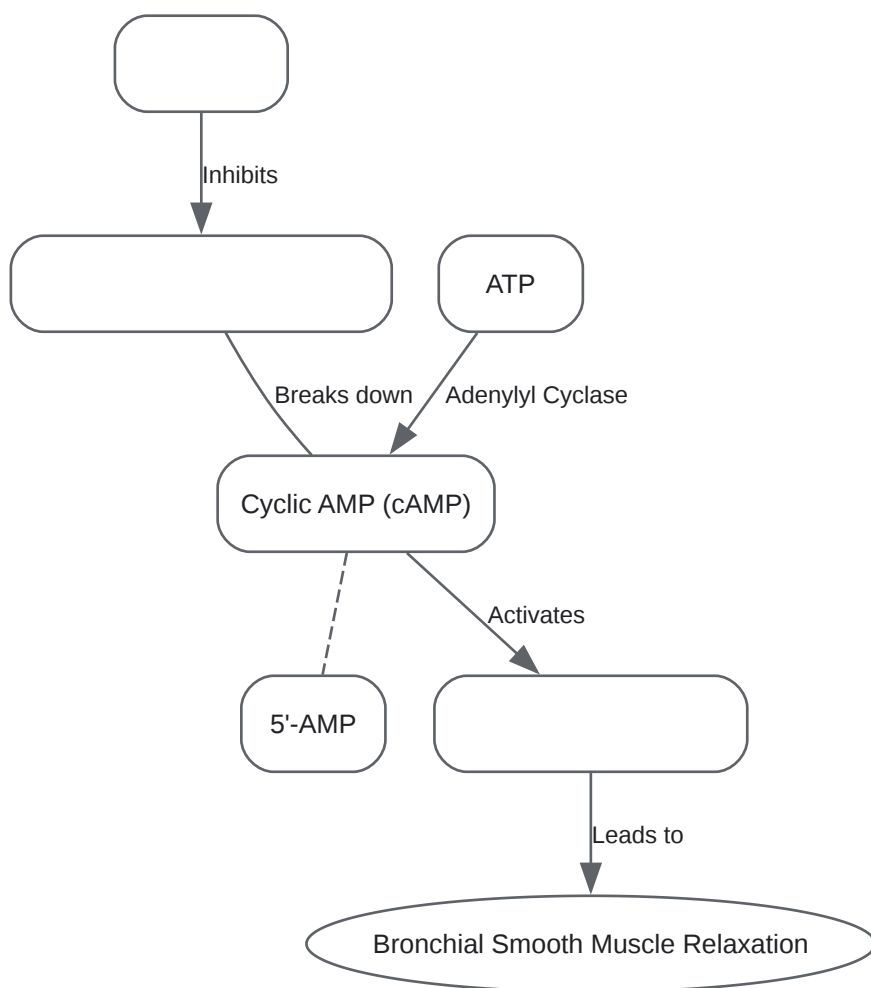 Inhibits
ATP
Breaks down
Adenylyl Cyclase
Cyclic AMP (cAMP)
Activates
5'-AMP
Leads to
Bronchial Smooth Muscle Relaxation